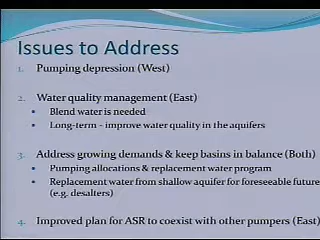 Issues to Address
1. Pumping depression (West)
2. Water quality management (East)
• Blend water is needed
• Long-term - improve water quality in the aquifers
3. Address growing demands & keep basins in balance (Both)
• Pumping allocations & replacement water program
• Replacement water from shallow aquifer for foreseeable future
(e.g. desalters)
4. Improved plan for ASR to coexist with other pumpers (East)